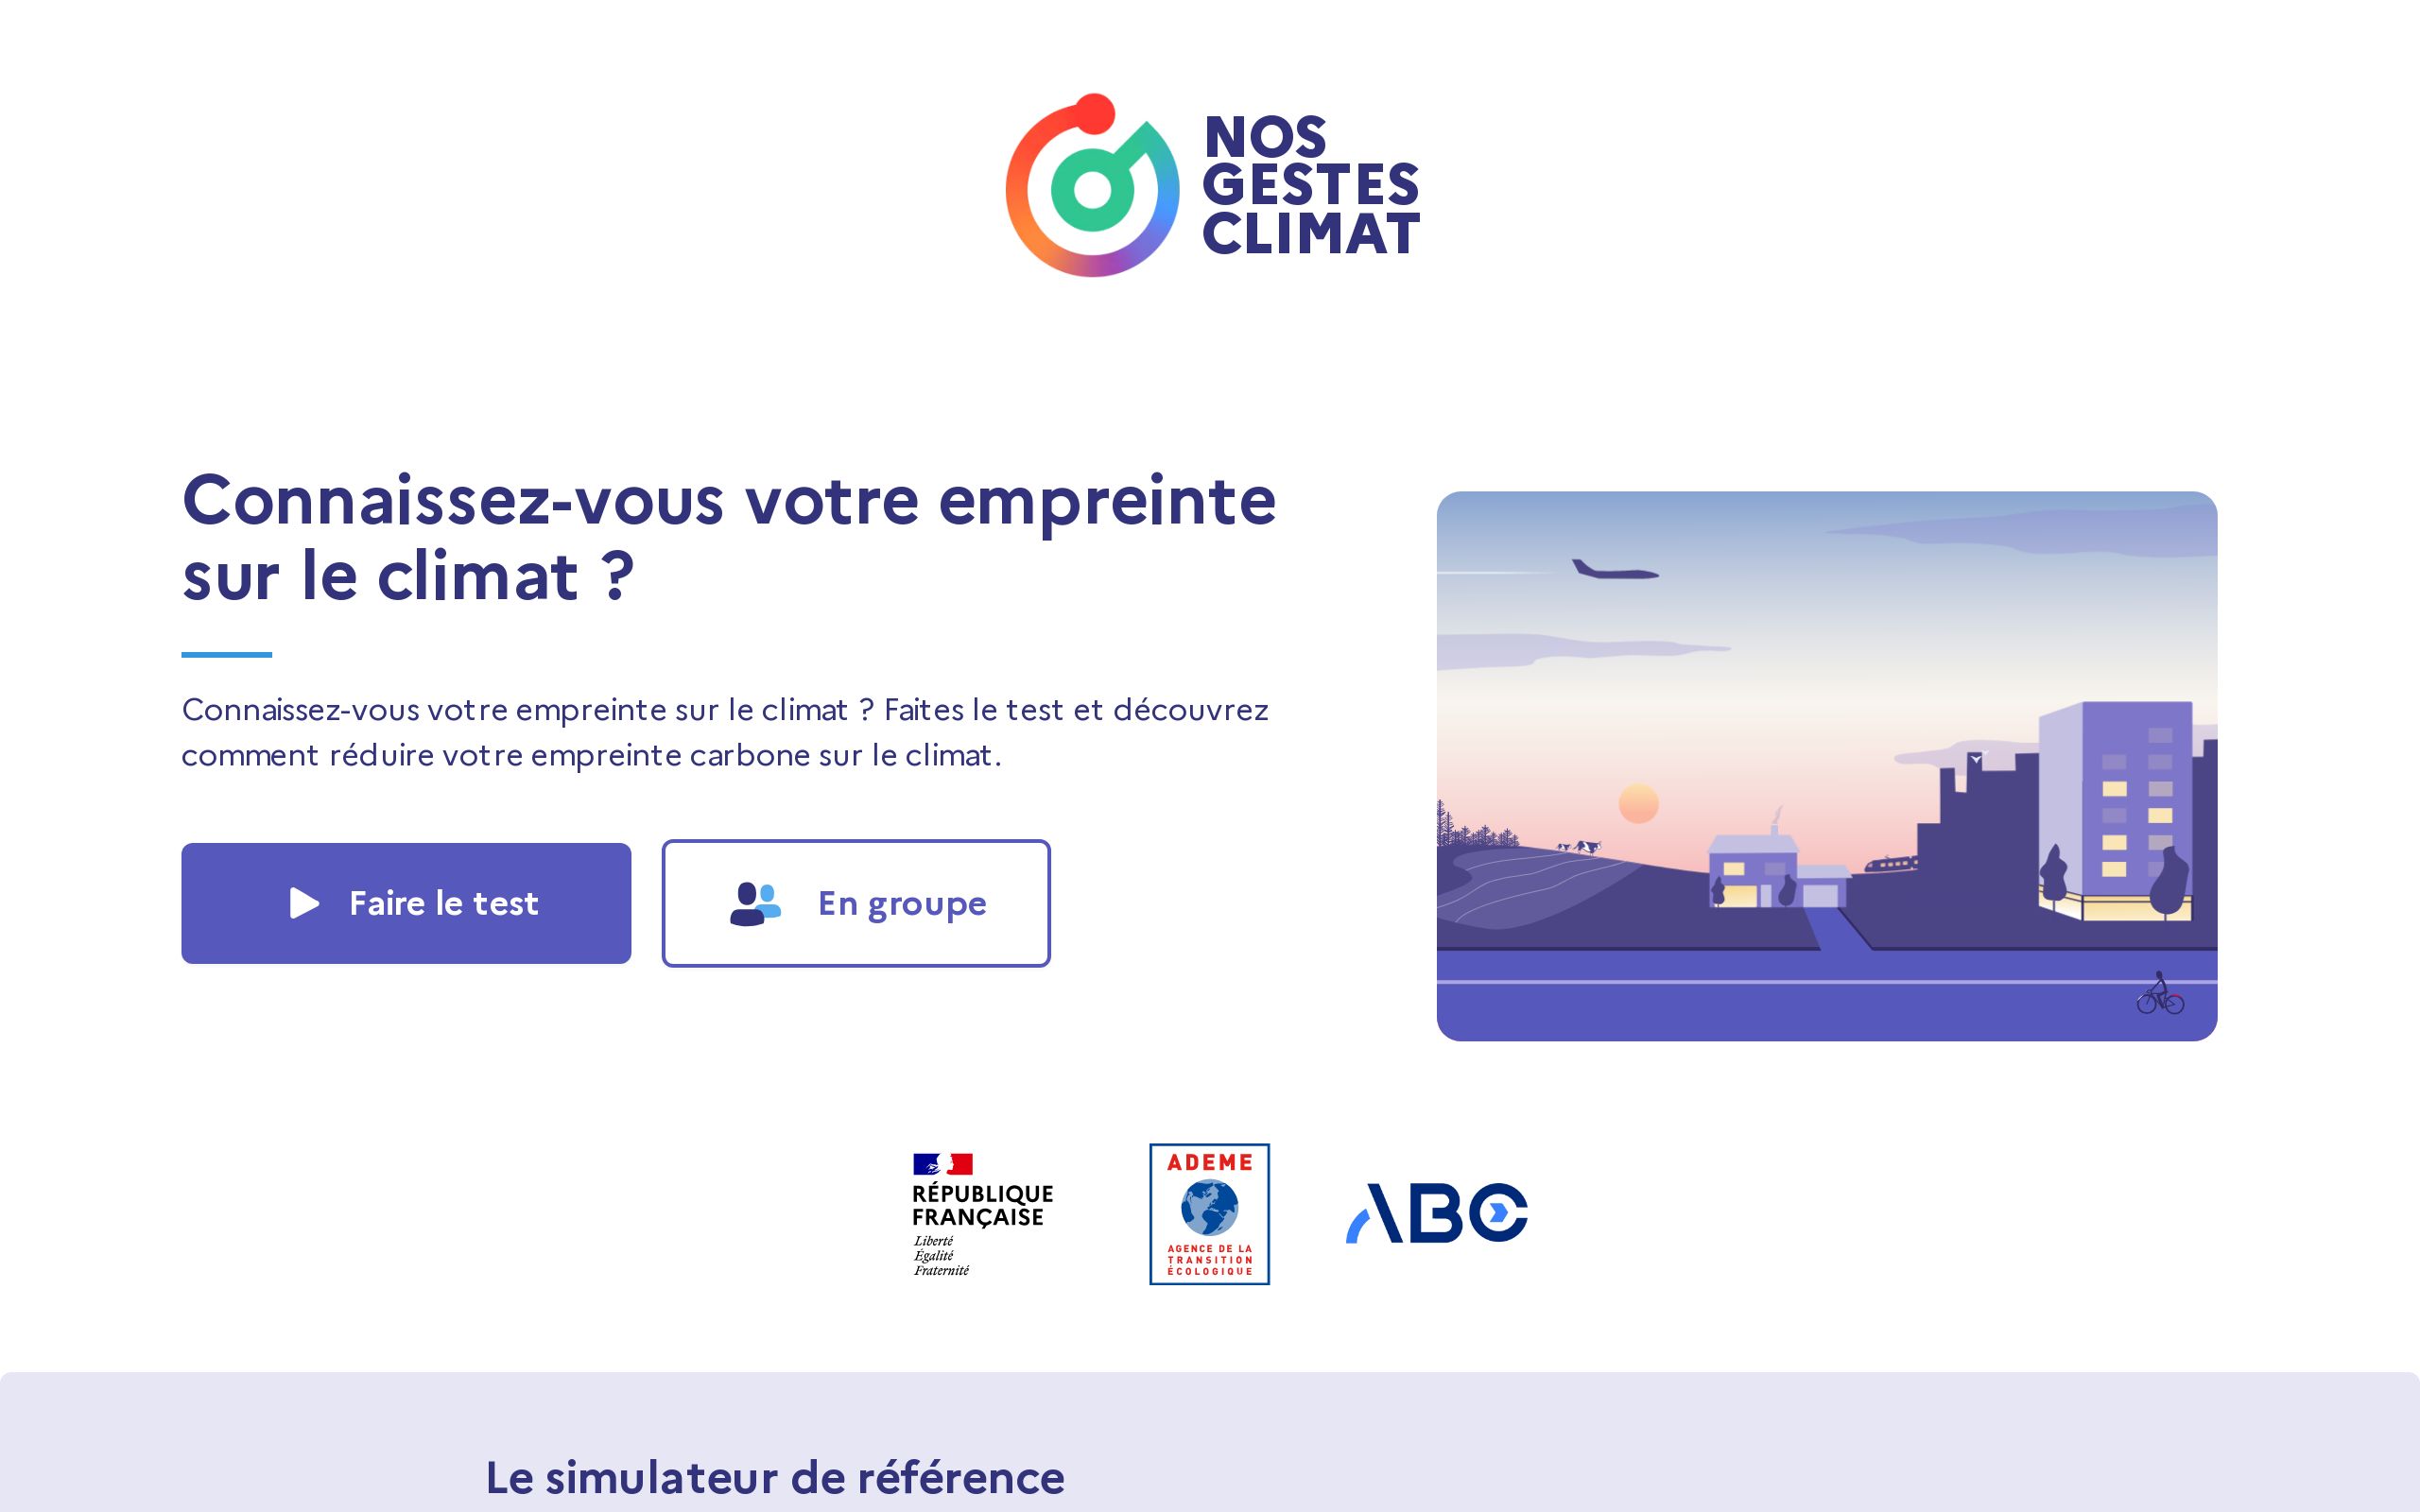 NOS
GESTES
CLIMAT
Connaissez-vous votre empreinte
sur le climat ?
Connaissez-vous votre empreinte sur le climat ? Faites le test et découvrez
comment réduire votre empreinte carbone sur le climat.
Faire le test
En groupe
RÉPUBLIQUE
FRANÇAISE
Liberté
Égalité
Fraternité
ADEME
AGENCE DE LA
TRANSITION
ÉCOLOGIQUE
ABC
Le simulateur de référence